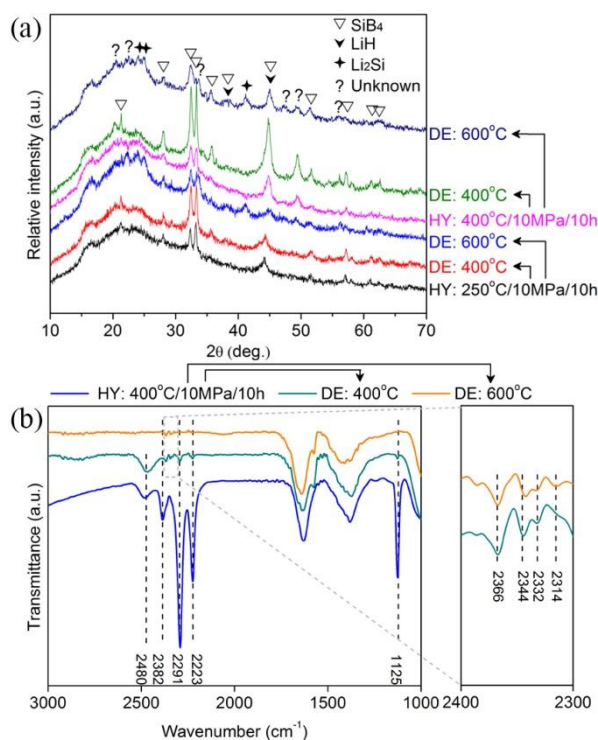 (a)
▽ SiB₄
LiH
✦ Li₂Si
? Unknown
? ? ? ? ? ? ?
Relative intensity (a.u.)
DE: 600°C
DE: 400°C
HY: 400°C/10MPa/10h
DE: 600°C
DE: 400°C
HY: 250°C/10MPa/10h
10 20 30 40 50 60 70
2θ (deg.)
HY: 400°C/10MPa/10h DE: 400°C DE: 600°C
(b)
Transmittance (a.u.)
2480 2382 2291 2223 1125
2366 2344 2332 2314
3000 2500 2000 1500 1000
2400 2300
Wavenumber (cm⁻¹)